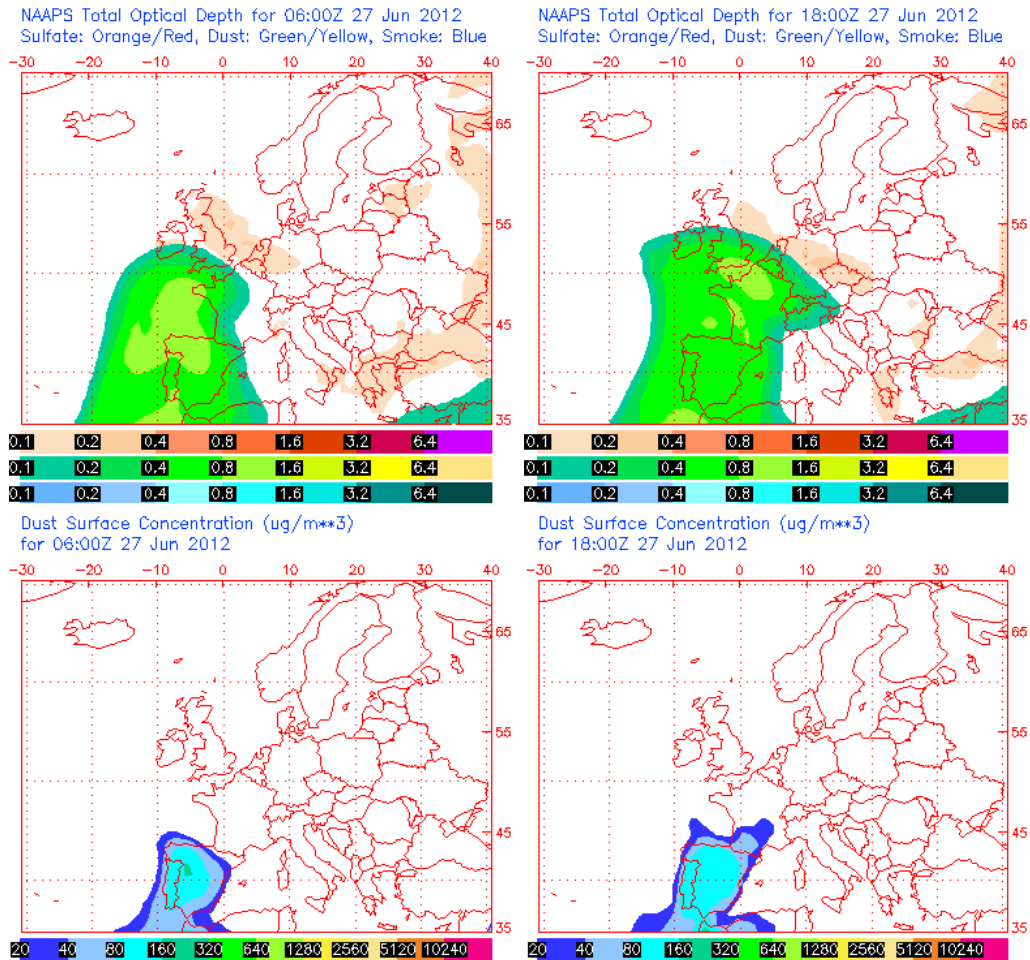 NAAPS Total Optical Depth for 06:00Z 27 Jun 2012
Sulfate: Orange/Red, Dust: Green/Yellow, Smoke: Blue
-20 -10 0 10 20 30 40
65
55
45
35
0.1 0.2 0.4 0.8 1.6 3.2 6.4
0.1 0.2 0.4 0.8 1.6 3.2 6.4
0.1 0.2 0.4 0.8 1.6 3.2 6.4
NAAPS Total Optical Depth for 18:00Z 27 Jun 2012
Sulfate: Orange/Red, Dust: Green/Yellow, Smoke: Blue
-20 -10 0 10 20 30 40
65
55
45
35
0.1 0.2 0.4 0.8 1.6 3.2 6.4
0.1 0.2 0.4 0.8 1.6 3.2 6.4
0.1 0.2 0.4 0.8 1.6 3.2 6.4
Dust Surface Concentration (ug/m**3)
for 06:00Z 27 Jun 2012
-20 -10 0 10 20 30 40
65
55
45
35
20 40 80 160 320 640 1280 2560 5120 10240
Dust Surface Concentration (ug/m**3)
for 18:00Z 27 Jun 2012
-20 -10 0 10 20 30 40
65
55
45
35
20 40 80 160 320 640 1280 2560 5120 10240